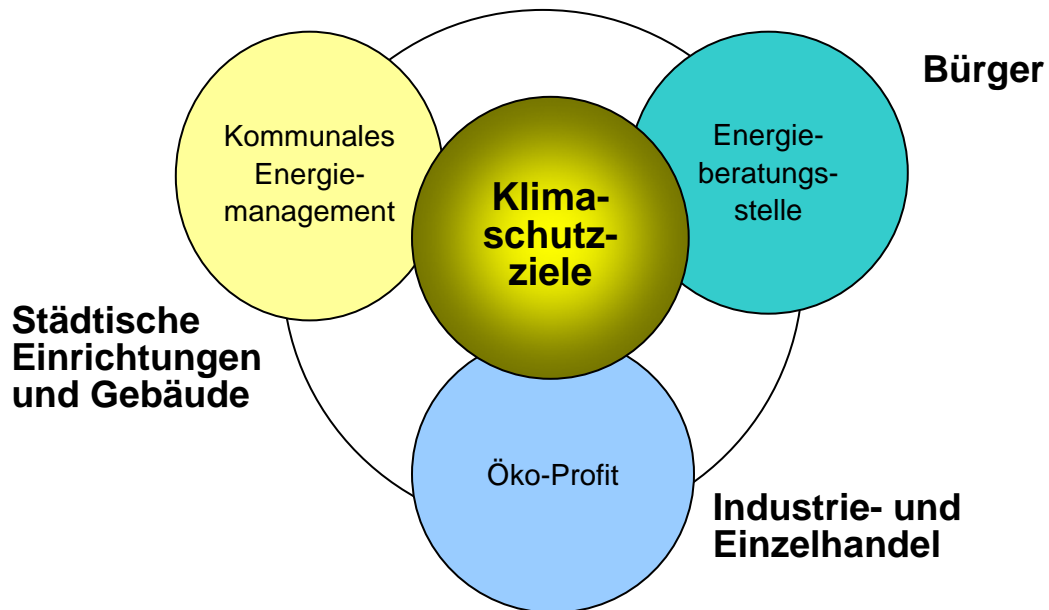 Bürger
Kommunales
Energie-
management
Klima-
schutz-
ziele
Energie-
beratungs-
stelle
Städtische
Einrichtungen
und Gebäude
Öko-Profit
Industrie- und
Einzelhandel